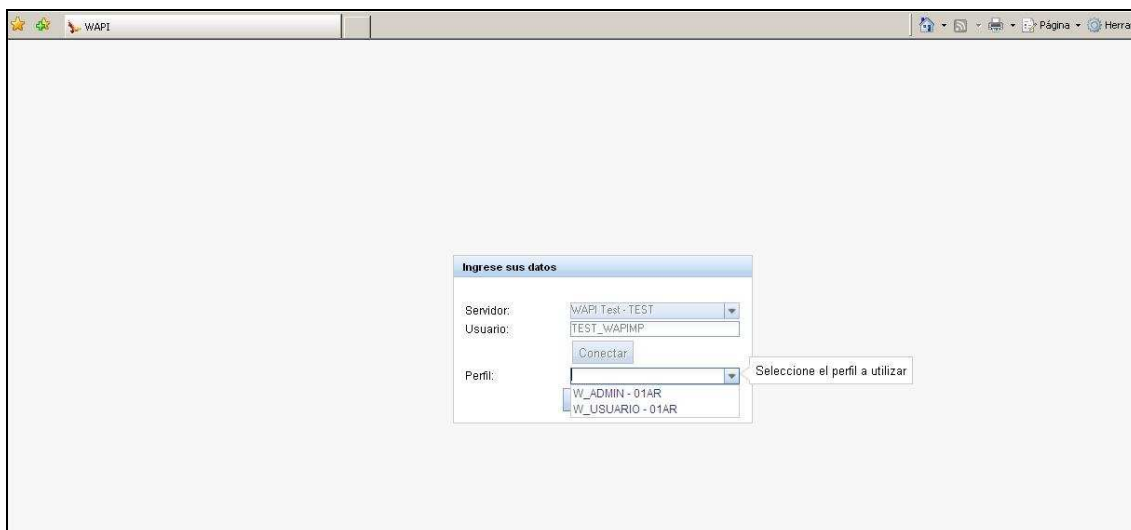 WAPI
Página
Herra
Ingrese sus datos
Servidor: WAPI Test - TEST
Usuario: TEST_WAPIMP
Conectar
Perfil:
Seleccione el perfil a utilizar
W_ADMIN - 01AR
W_USUARIO - 01AR